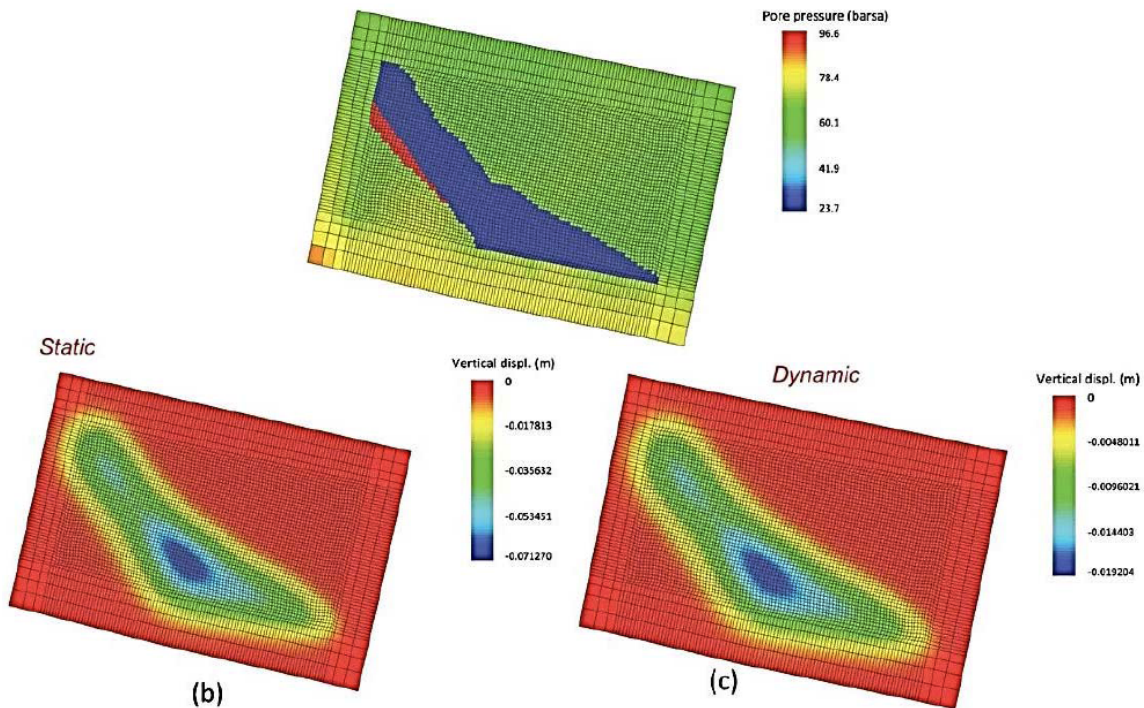 Pore pressure (barsa)
96.6
78.4
60.1
41.9
23.7
Static
Vertical displ. (m)
0
-0.017813
-0.035632
-0.053451
-0.071270
(b)
Dynamic
Vertical displ. (m)
0
-0.0048011
-0.0096021
-0.014403
-0.019204
(c)